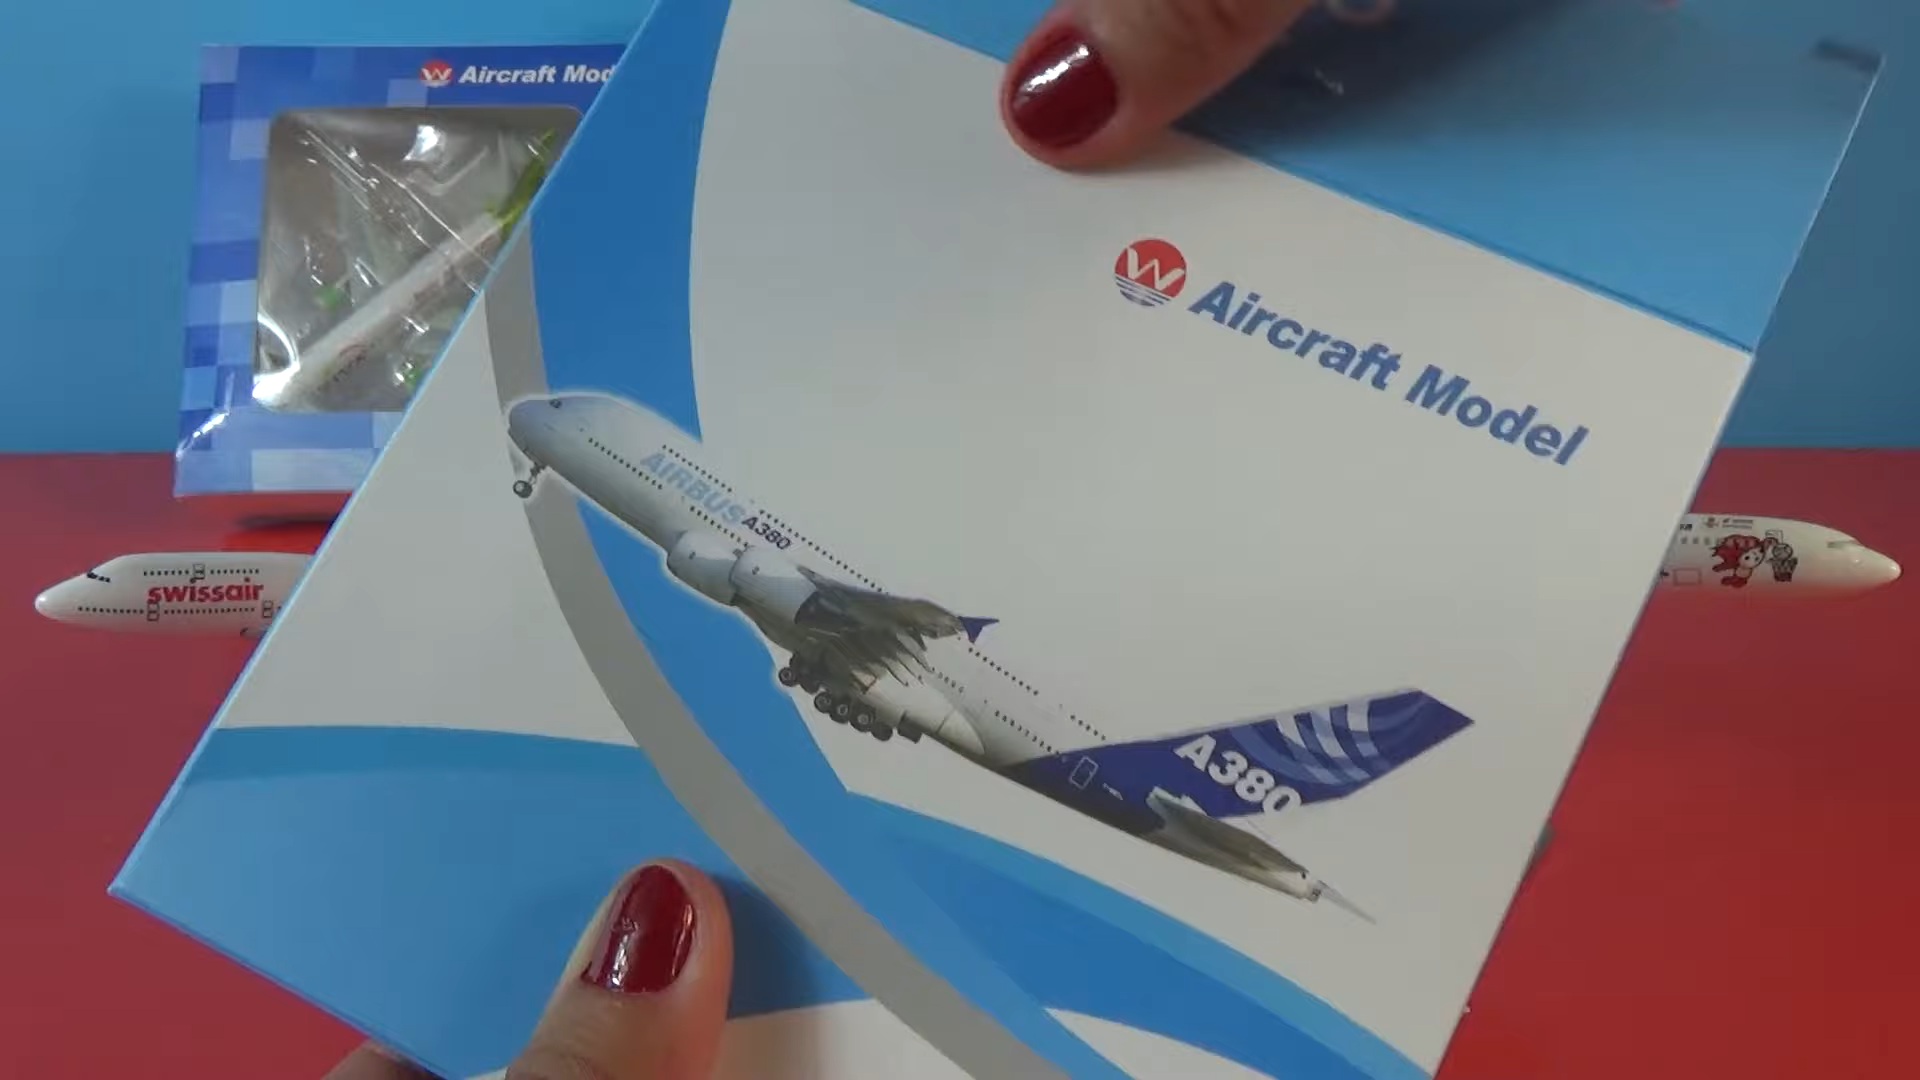 W Aircraft Mod
W Aircraft Model
AIRBUS A380
swissair
A380